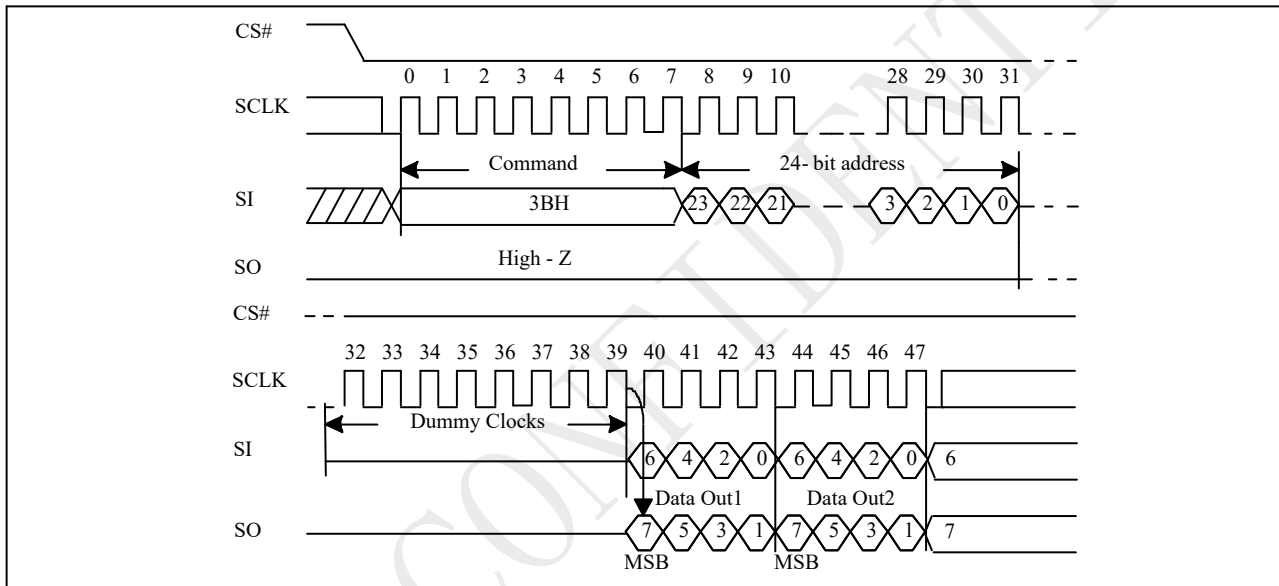 CS#
0 1 2 3 4 5 6 7 8 9 10 28 29 30 31
SCLK
Command 24- bit address
SI 3BH 23 22 21 3 2 1 0
High - Z
SO
CS#
32 33 34 35 36 37 38 39 40 41 42 43 44 45 46 47
SCLK
Dummy Clocks
SI 6 4 2 0 6 4 2 0 6
Data Out1 Data Out2
SO 7 5 3 1 7 5 3 1 7
MSB MSB
CONFIDENT